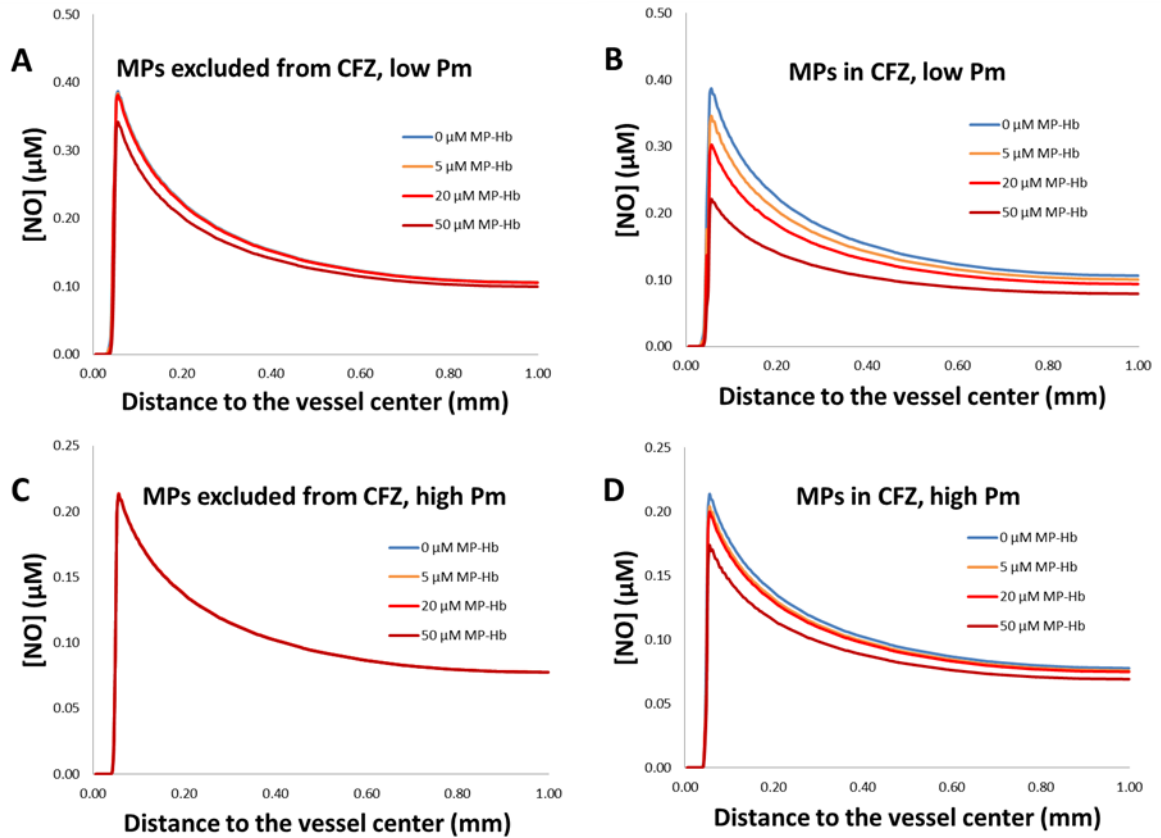 A
MPs excluded from CFZ, low Pm
[NO] (µM)
0.50
0.40
0.30
0.20
0.10
0.00
0 µM MP-Hb
5 µM MP-Hb
20 µM MP-Hb
50 µM MP-Hb
0.00 0.20 0.40 0.60 0.80 1.00
Distance to the vessel center (mm)
B
MPs in CFZ, low Pm
[NO] (µM)
0.50
0.40
0.30
0.20
0.10
0.00
0 µM MP-Hb
5 µM MP-Hb
20 µM MP-Hb
50 µM MP-Hb
0.00 0.20 0.40 0.60 0.80 1.00
Distance to the vessel center (mm)
C
MPs excluded from CFZ, high Pm
[NO] (µM)
0.25
0.20
0.15
0.10
0.05
0.00
0 µM MP-Hb
5 µM MP-Hb
20 µM MP-Hb
50 µM MP-Hb
0.00 0.20 0.40 0.60 0.80 1.00
Distance to the vessel center (mm)
D
MPs in CFZ, high Pm
[NO] (µM)
0.25
0.20
0.15
0.10
0.05
0.00
0 µM MP-Hb
5 µM MP-Hb
20 µM MP-Hb
50 µM MP-Hb
0.00 0.20 0.40 0.60 0.80 1.00
Distance to the vessel center (mm)